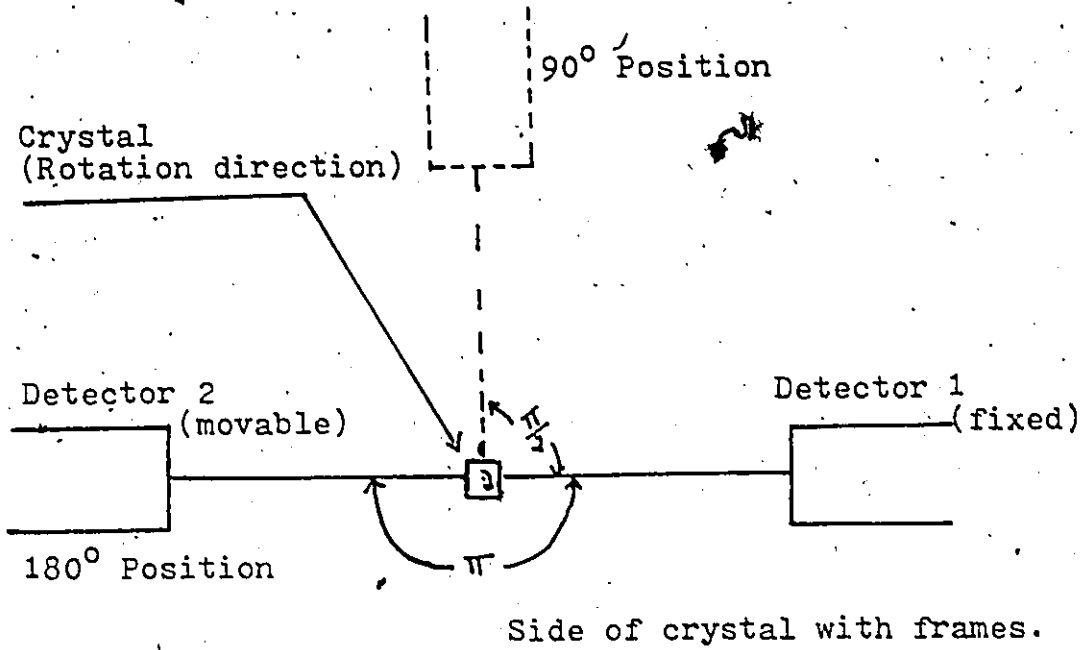 90° Position
Crystal
(Rotation direction)
Detector 2
(movable)
Detector 1
(fixed)
π/2
π
180° Position
Side of crystal with frames.